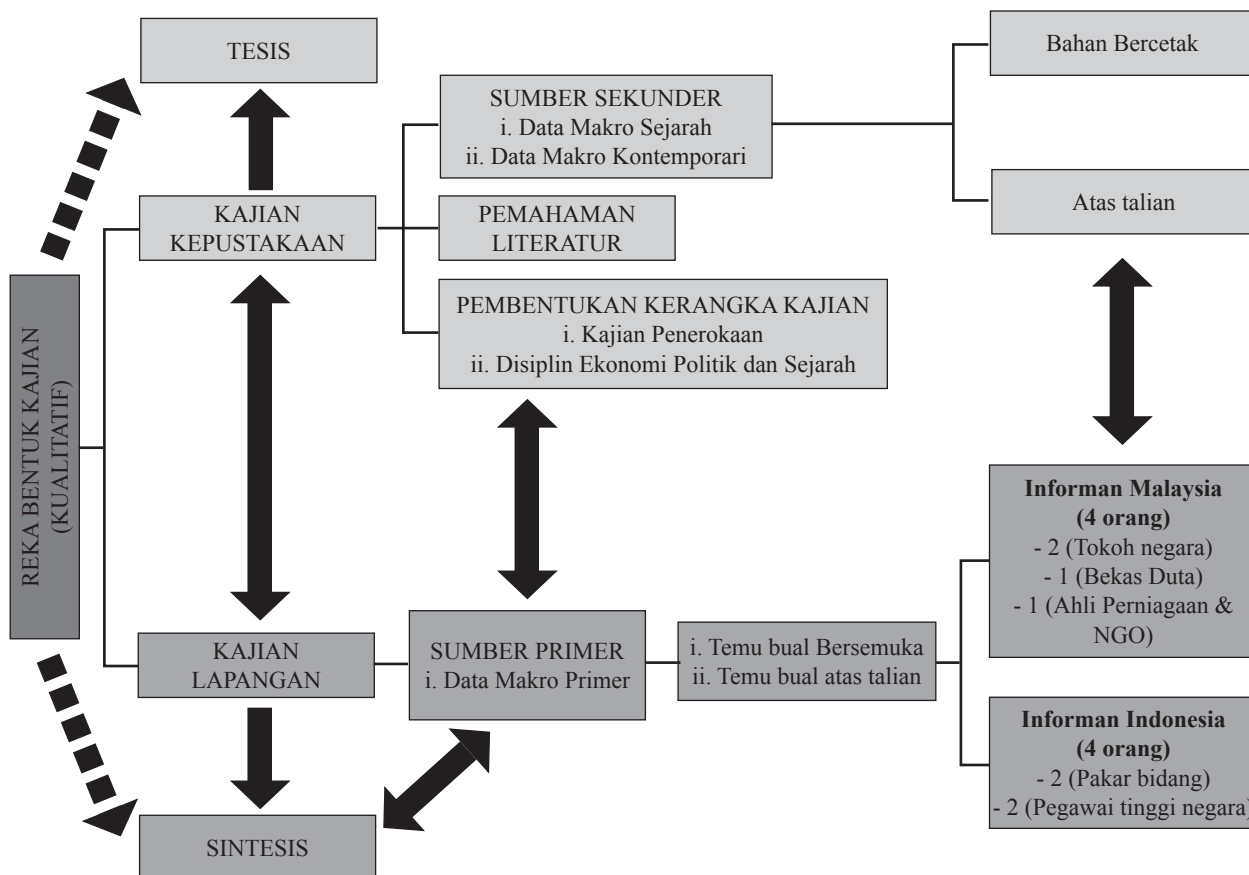 TESIS
Bahan Bercetak
SUMBER SEKUNDER
i. Data Makro Sejarah
ii. Data Makro Kontemporari
KAJIAN
KEPUSTAKAAN
PEMAHAMAN
LITERATUR
Atas talian
PEMBENTUKAN KERANGKA KAJIAN
i. Kajian Penerokaan
ii. Disiplin Ekonomi Politik dan Sejarah
REKA BENTUK KAJIAN
(KUALITATIF)
Informan Malaysia
(4 orang)
- 2 (Tokoh negara)
- 1 (Bekas Duta)
- 1 (Ahli Perniagaan &
NGO)
KAJIAN
LAPANGAN
SUMBER PRIMER
i. Data Makro Primer
i. Temu bual Bersemuka
ii. Temu bual atas talian
Informan Indonesia
(4 orang)
- 2 (Pakar bidang)
- 2 (Pegawai tinggi negara)
SINTESIS